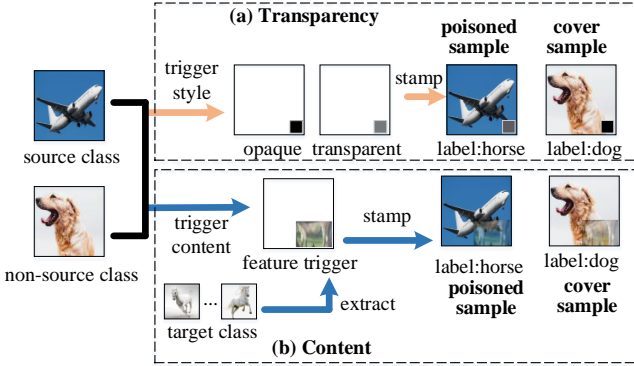 (a) Transparency
poisoned
sample
cover
sample
trigger
style
stamp
source class
opaque
transparent
label:horse
label:dog
trigger
content
stamp
non-source class
feature trigger
label:horse
label:dog
poisoned
sample
cover
sample
...
target class
extract
(b) Content